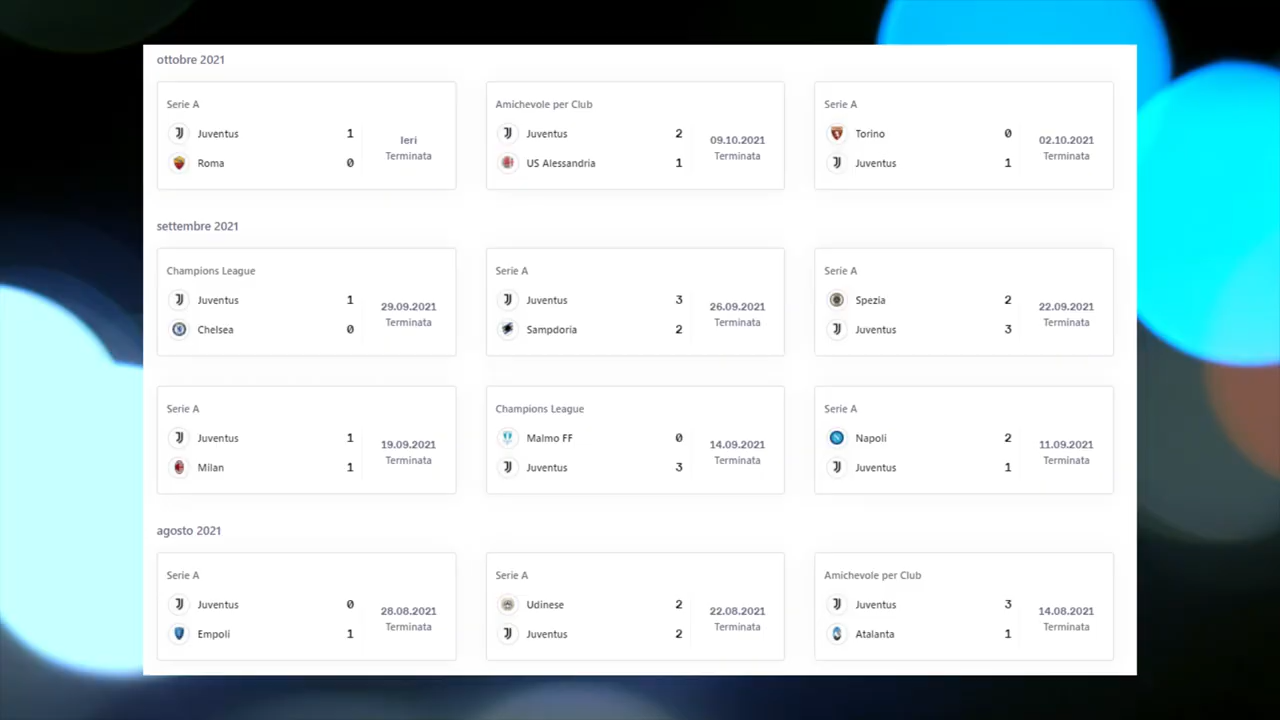 ottobre 2021
Serie A
Juventus 1
Ieri
Roma 0
Terminata
Amichevole per Club
Juventus 2
09.10.2021
US Alessandria 1
Terminata
Serie A
Torino 0
02.10.2021
Juventus 1
Terminata
settembre 2021
Champions League
Juventus 1
29.09.2021
Chelsea 0
Terminata
Serie A
Juventus 3
26.09.2021
Sampdoria 2
Terminata
Serie A
Spezia 2
22.09.2021
Juventus 3
Terminata
Serie A
Juventus 1
19.09.2021
Milan 1
Terminata
Champions League
Malmo FF 0
14.09.2021
Juventus 3
Terminata
Serie A
Napoli 2
11.09.2021
Juventus 1
Terminata
agosto 2021
Serie A
Juventus 0
28.08.2021
Empoli 1
Terminata
Serie A
Udinese 2
22.08.2021
Juventus 2
Terminata
Amichevole per Club
Juventus 3
14.08.2021
Atalanta 1
Terminata